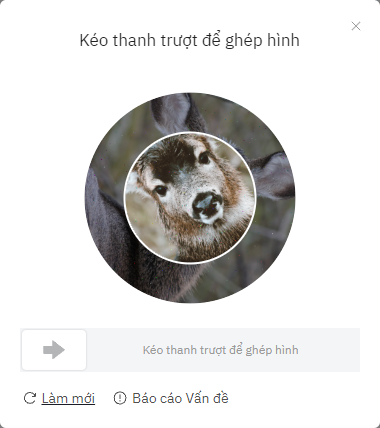 Kéo thanh trượt để ghép hình
Kéo thanh trượt để ghép hình
Làm mới
Báo cáo Vấn đề